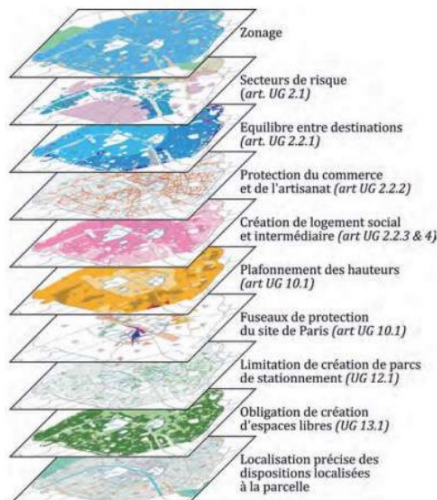 Zonage
Secteurs de risque
(art. UG 2.1)
Equilibre entre destinations
(art. UG 2.2.1)
Protection du commerce
et de l'artisanat (art UG 2.2.2)
Création de logement social
et intermédiaire (art UG 2.2.3 & 4)
Plafonnement des hauteurs
(art UG 10.1)
Fuseaux de protection
du site de Paris (art UG 10.1)
Limitation de création de parcs
de stationnement (UG 12.1)
Obligation de création
d'espaces libres (UG 13.1)
Localisation précise des
dispositions localisées
à la parcelle